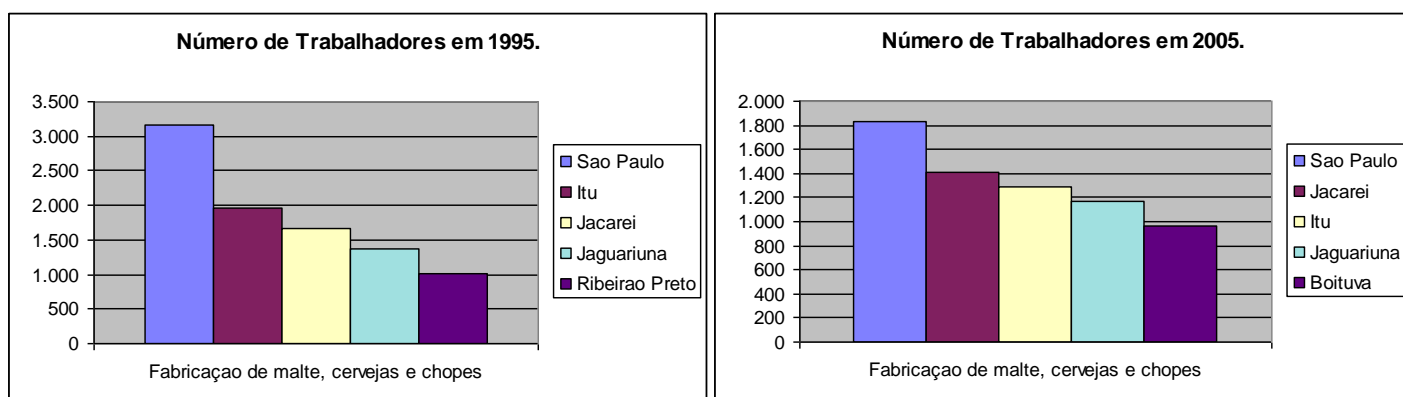 Número de Trabalhadores em 1995.
3.500
3.000
2.500
2.000
1.500
1.000
500
0
Fabricaçao de malte, cervejas e chopes
Sao Paulo
Itu
Jacarei
Jaguariuna
Ribeirao Preto
Número de Trabalhadores em 2005.
2.000
1.800
1.600
1.400
1.200
1.000
800
600
400
200
0
Fabricaçao de malte, cervejas e chopes
Sao Paulo
Jacarei
Itu
Jaguariuna
Boituva